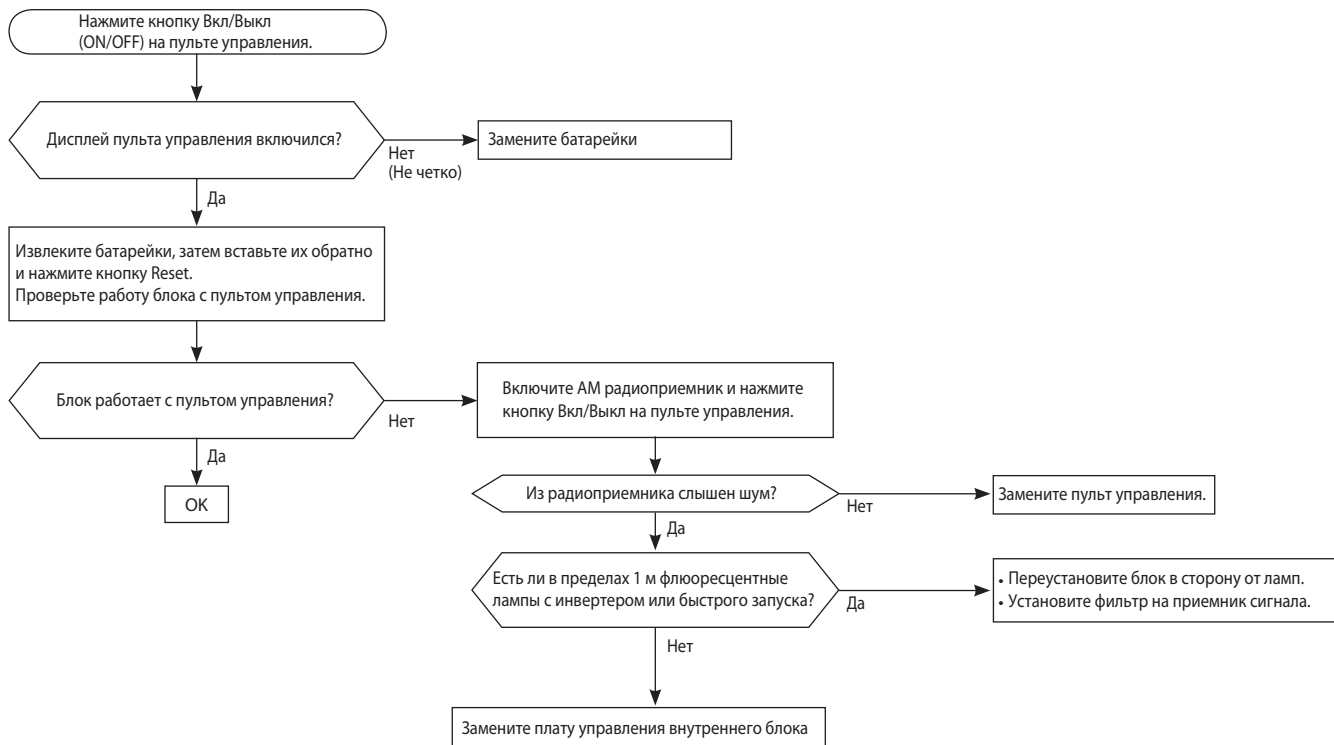 Нажмите кнопку Вкл/Выкл
(ON/OFF) на пульте управления.
Дисплей пульта управления включился?
Нет
(Не четко)
Замените батарейки
Да
Извлеките батарейки, затем вставьте их обратно
и нажмите кнопку Reset.
Проверьте работу блока с пультом управления.
Блок работает с пультом управления?
Нет
Включите АМ радиоприемник и нажмите
кнопку Вкл/Выкл на пульте управления.
Да
OK
Из радиоприемника слышен шум?
Нет
Замените пульт управления.
Да
Есть ли в пределах 1 м флюоресцентные
лампы с инвертером или быстрого запуска?
Да
• Переустановите блок в сторону от ламп.
• Установите фильтр на приемник сигнала.
Нет
Замените плату управления внутреннего блока